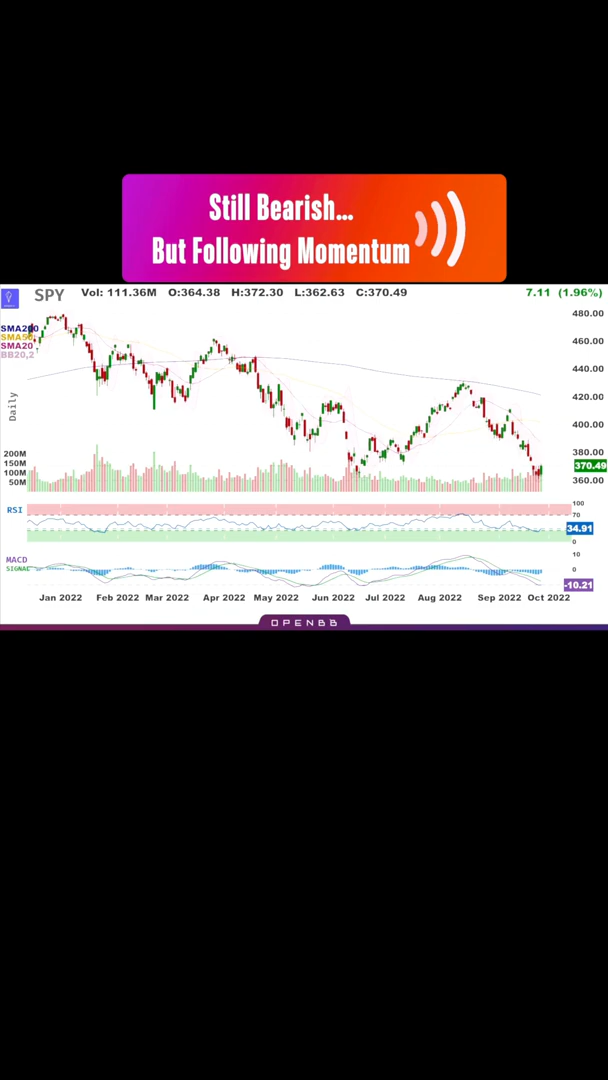 Still Bearish...
But Following Momentum
SPY Vol: 111.36M O:364.38 H:372.30 L:362.63 C:370.49 7.11 (1.96%)
480.00
SMA200
SMA50
460.00
SMA20
BB20,2
440.00
Daily
420.00
400.00
380.00
200M
150M
370.49
100M
50M
360.00
100
RSI
70
34.91
0
10
MACD
SIGNAL
0
-10.21
Jan 2022 Feb 2022 Mar 2022 Apr 2022 May 2022 Jun 2022 Jul 2022 Aug 2022 Sep 2022 Oct 2022
OPENBB